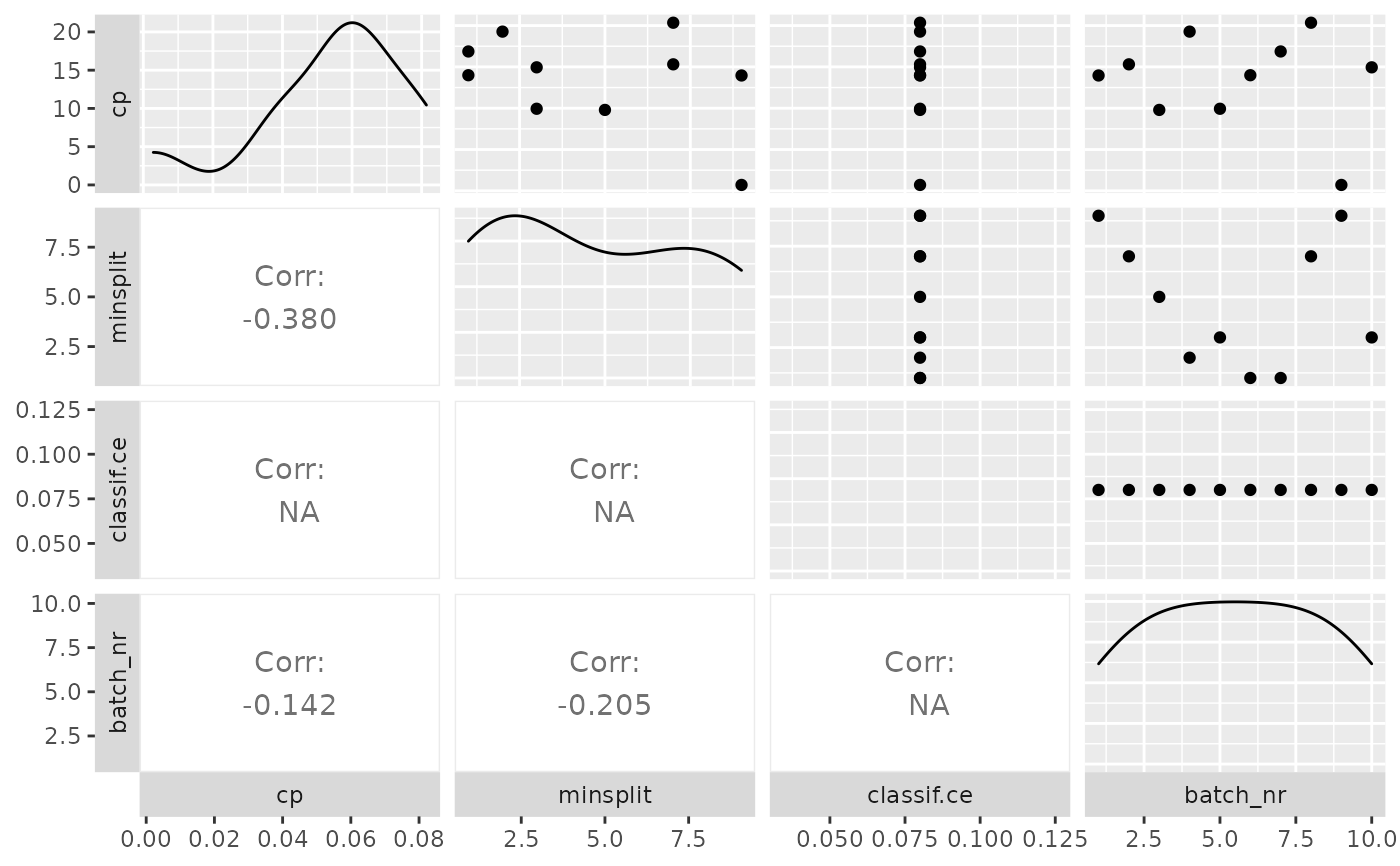 20
15
10
5
0
cp
7.5
5.0
2.5
minsplit
Corr:
-0.380
0.125
0.100
0.075
0.050
classif.ce
Corr:
NA
Corr:
NA
10.0
7.5
5.0
2.5
batch_nr
Corr:
-0.142
Corr:
-0.205
Corr:
NA
cp minsplit classif.ce batch_nr
0.00 0.02 0.04 0.06 0.08 2.5 5.0 7.5 0.050 0.075 0.100 0.125 2.5 5.0 7.5 10.0